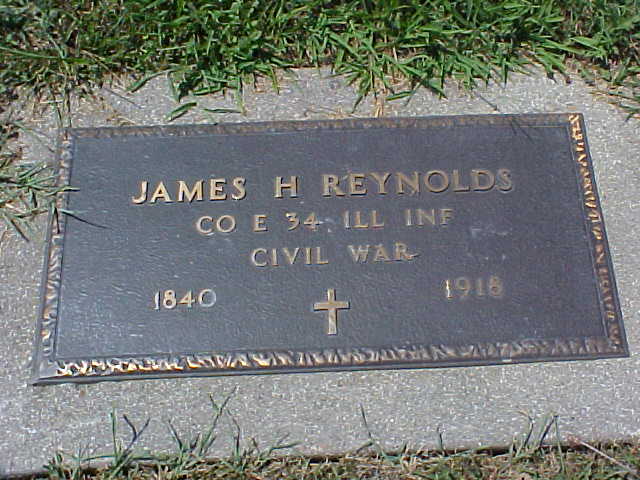 JAMES H REYNOLDS
CO E 34 ILL INF
CIVIL WAR
1840 1918